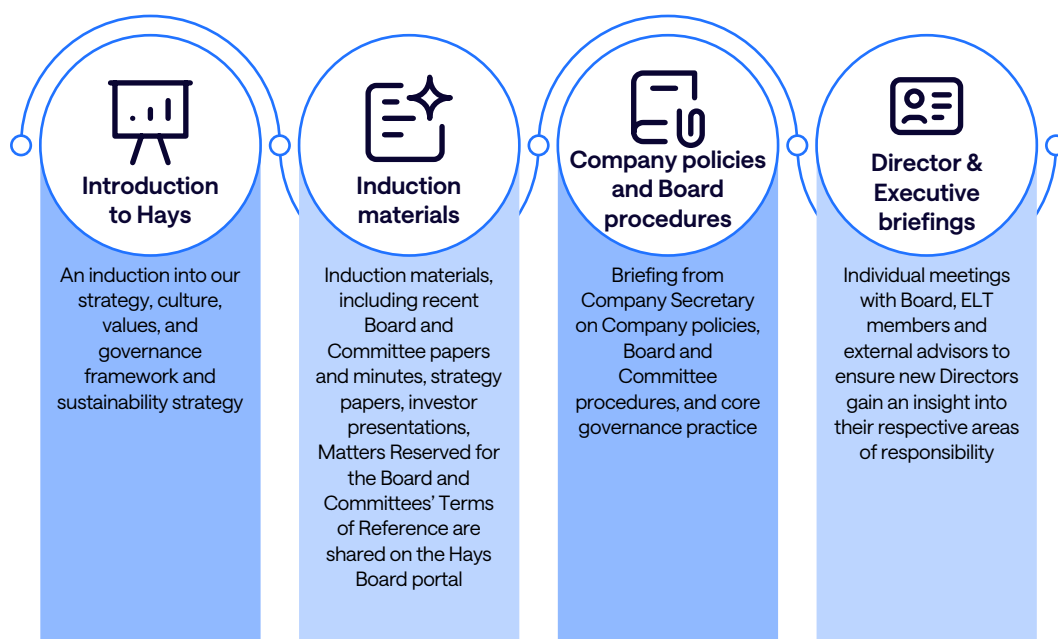 Introduction
to Hays
An induction into our
strategy, culture,
values, and
governance
framework and
sustainability strategy
Induction
materials
Induction materials,
including recent
Board and
Committee papers
and minutes, strategy
papers, investor
presentations,
Matters Reserved for
the Board and
Committees’ Terms
of Reference are
shared on the Hays
Board portal
Company policies
and Board
procedures
Briefing from
Company Secretary
on Company policies,
Board and
Committee
procedures, and core
governance practice
Director &
Executive
briefings
Individual meetings
with Board, ELT
members and
external advisors to
ensure new Directors
gain an insight into
their respective areas
of responsibility